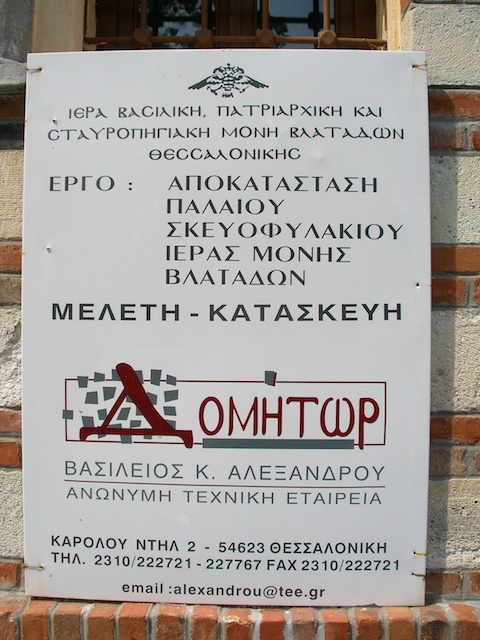 ΙΕΡΑ ΒΑϹΙΛΙΚΗ, ΠΑΤΡΙΑΡΧΙΚΗ ΚΑΙ
ϹΤΑΥΡΟΠΗΓΙΑΚΗ ΜΟΝΗ ΒΛΑΤΑΔΩΝ
ΘΕϹϹΑΛΟΝΙΚΗϹ
ΕΡΓΟ : ΑΠΟΚΑΤΑΣΤΑΣΗ
ΠΑΛΑΙΟΥ
ΣΚΕΥΟΦΥΛΑΚΙΟΥ
ΙΕΡΑΣ ΜΟΝΗΣ
ΒΛΑΤΑΔΩΝ
ΜΕΛΕΤΗ - ΚΑΤΑΣΚΕΥΗ
ΔΟΜΗΤΩΡ
ΒΑΣΙΛΕΙΟΣ Κ. ΑΛΕΞΑΝΔΡΟΥ
ΑΝΩΝΥΜΗ ΤΕΧΝΙΚΗ ΕΤΑΙΡΕΙΑ
ΚΑΡΟΛΟΥ ΝΤΗΛ 2 - 54623 ΘΕΣΣΑΛΟΝΙΚΗ
ΤΗΛ. 2310/222721 - 227767 FAX 2310/222721
email :alexandrou@tee.gr